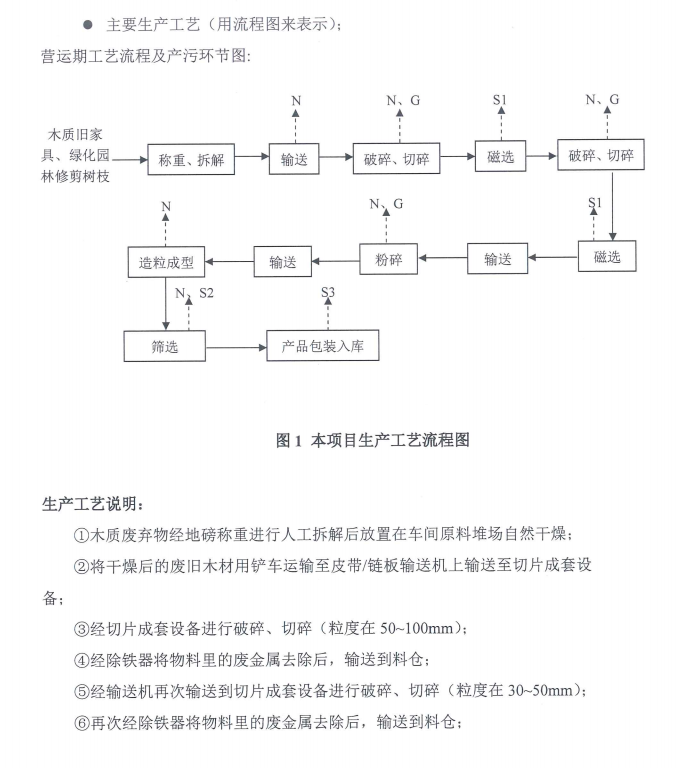 ● 主要生产工艺（用流程图来表示）；
营运期工艺流程及产污环节图:
N
N、G
S1
N、G
木质旧家
具、绿化园
林修剪树枝
称重、拆解
输送
破碎、切碎
磁选
破碎、切碎
N
N、G
S1
造粒成型
输送
粉碎
输送
磁选
N、S2
S3
筛选
产品包装入库
图 1 本项目生产工艺流程图
生产工艺说明：
①木质废弃物经地磅称重进行人工拆解后放置在车间原料堆场自然干燥；
②将干燥后的废旧木材用铲车运输至皮带/链板输送机上输送至切片成套设
备；
③经切片成套设备进行破碎、切碎（粒度在 50~100mm）；
④经除铁器将物料里的废金属去除后，输送到料仓；
⑤经输送机再次输送到切片成套设备进行破碎、切碎（粒度在 30~50mm）；
⑥再次经除铁器将物料里的废金属去除后，输送到料仓；